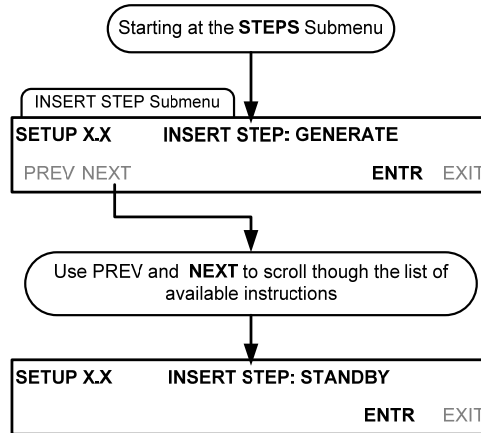 Starting at the STEPS Submenu
INSERT STEP Submenu
SETUP X.X INSERT STEP: GENERATE
PREV NEXT ENTR EXIT
Use PREV and NEXT to scroll though the list of
available instructions
SETUP X.X INSERT STEP: STANDBY
ENTR EXIT